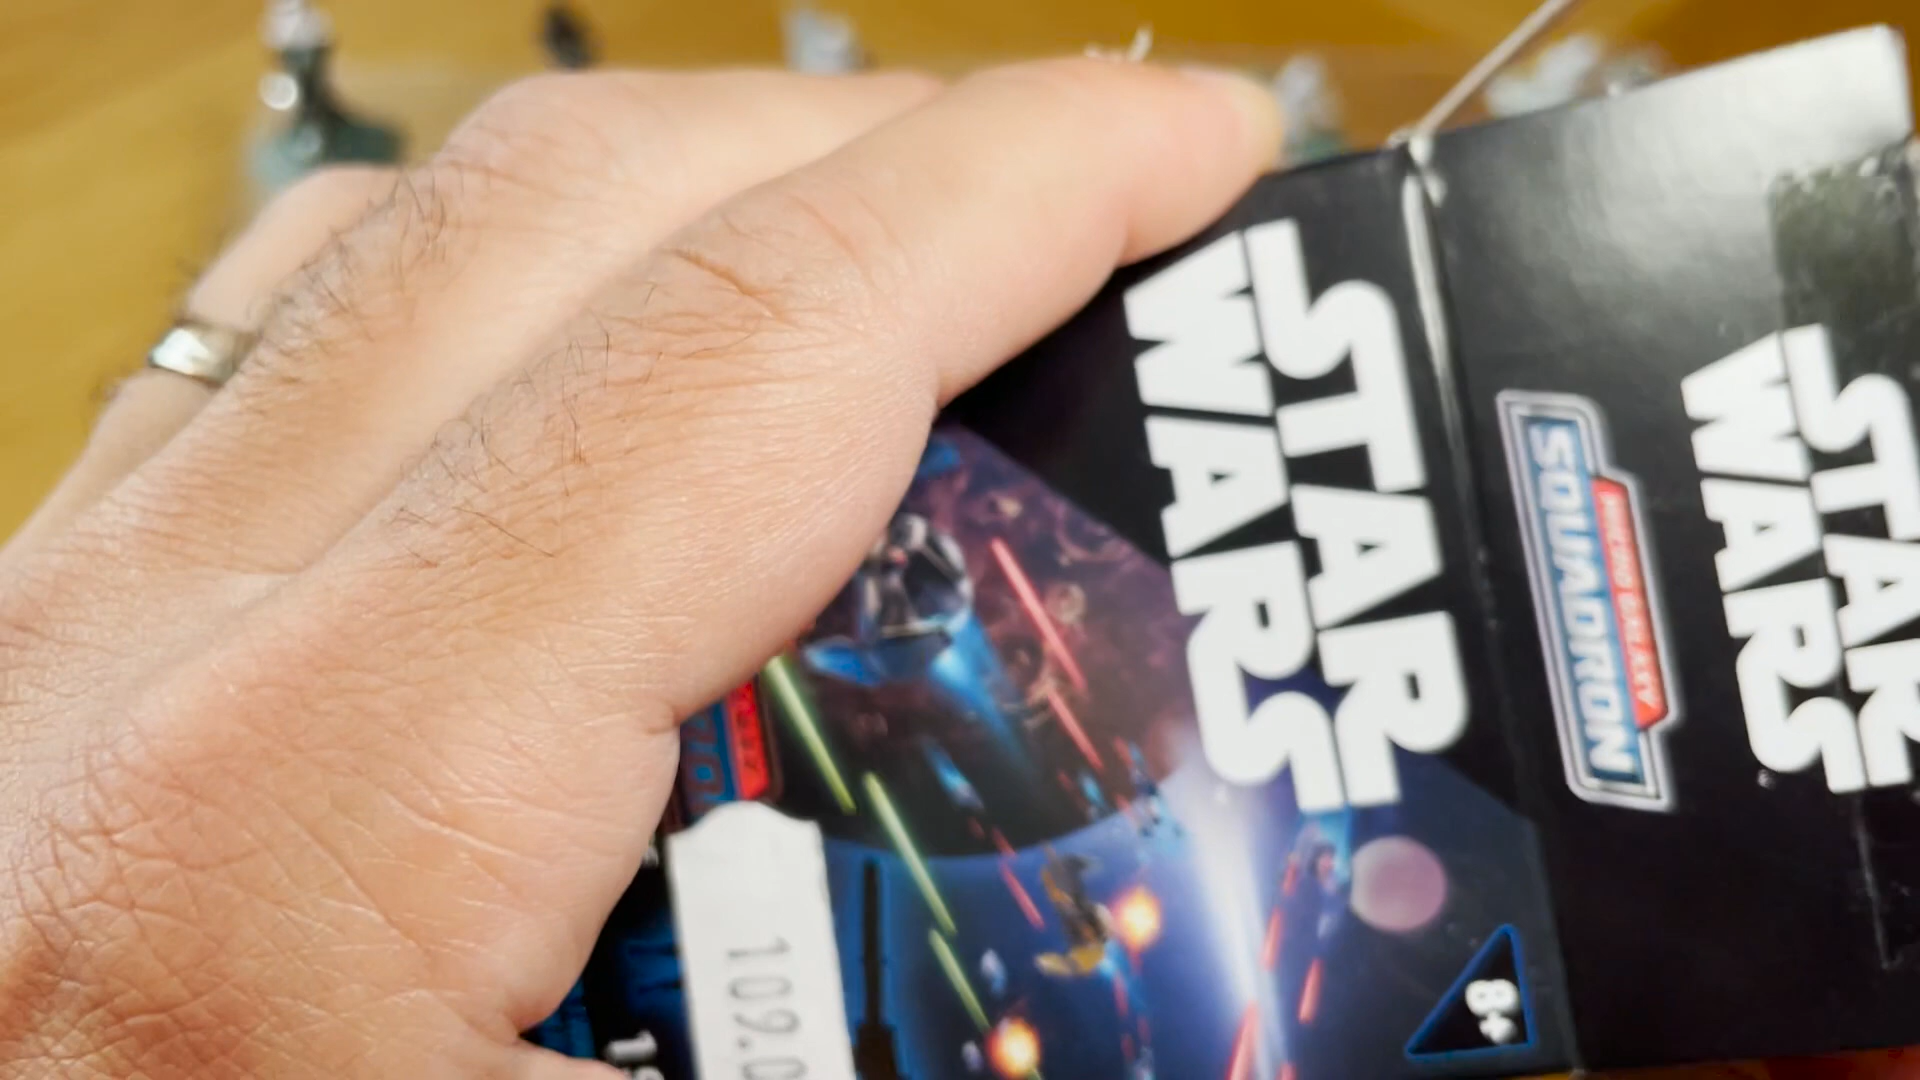 STAR
WARS
8+
109.0
SQUADRON
MICRO GALAXY
STAR
WARS